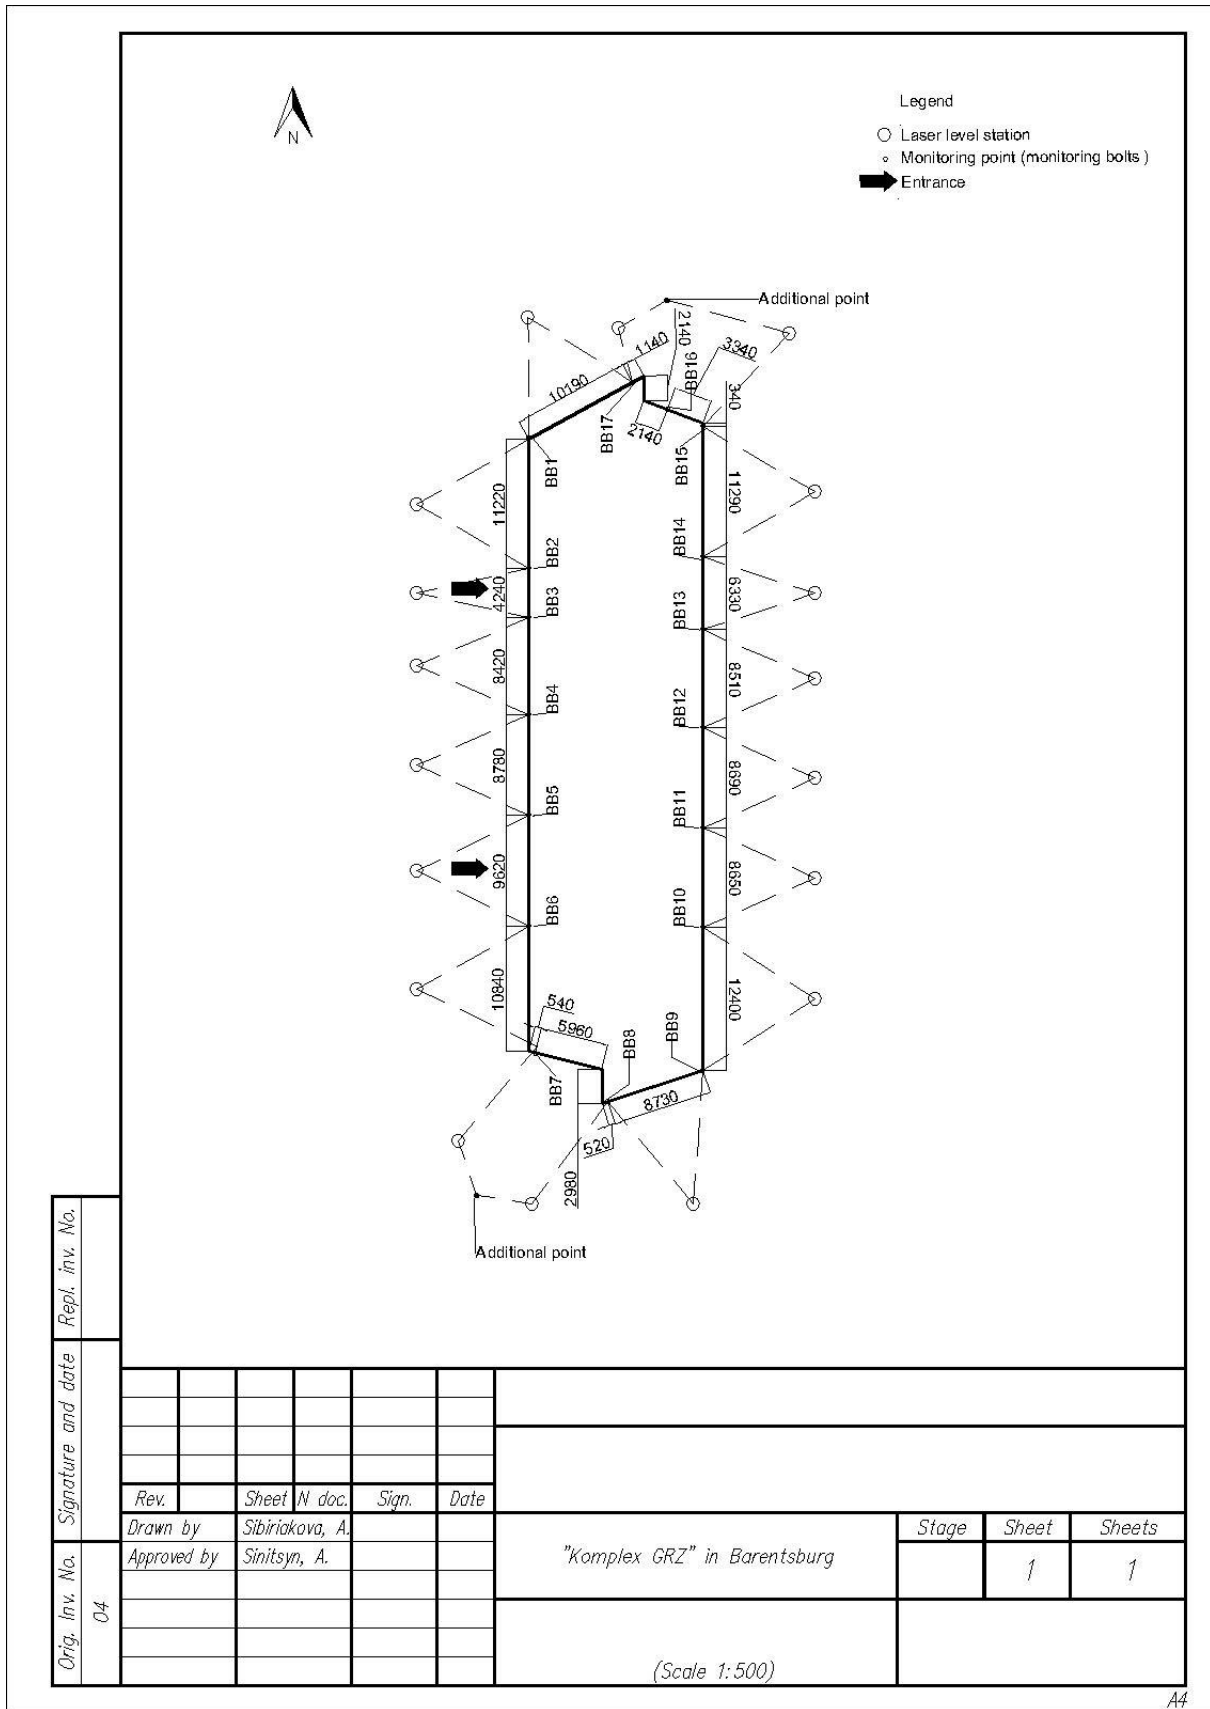 N
Legend
Laser level station
Monitoring point (monitoring bolts )
Entrance
Additional point
2140
1140
3340
BB16
10190
340
BB17
2140
BB15
BB1
11220
11290
BB14
BB2
4240
BB3
6330
BB13
8420
8510
BB4
BB12
8780
8690
BB5
BB11
9620
8650
BB6
BB10
10840
12400
540
5960
BB9
BB8
BB7
8730
520
2980
Additional point
Repl. inv. No.
Signature and date
Orig. Inv. No.
04
Rev.
Sheet
N doc.
Sign.
Date
Drawn by
Sibiriakova, A.
Approved by
Sinitsyn, A.
"Komplex GRZ" in Barentsburg
Stage
Sheet
Sheets
1
1
(Scale 1:500)
A4